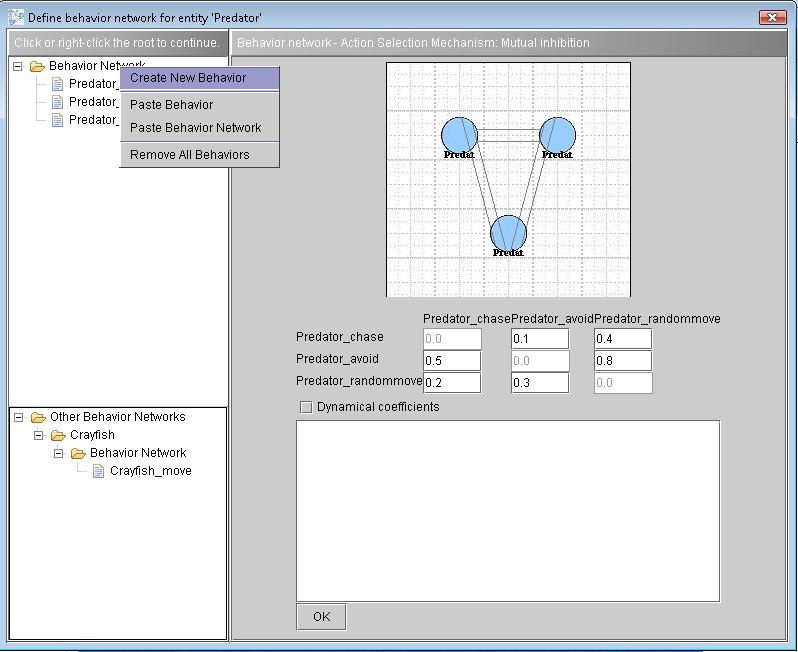 Define behavior network for entity 'Predator'
Click or right-click the root to continue.
Behavior network - Action Selection Mechanism: Mutual inhibition
Behavior Network
Predator_
Predator_
Predator_
Create New Behavior
Paste Behavior
Paste Behavior Network
Remove All Behaviors
Predat
Predat
Predat
Predator_chase Predator_avoid Predator_randommove
Predator_chase 0.0 0.1 0.4
Predator_avoid 0.5 0.0 0.8
Predator_randommove 0.2 0.3 0.0
Dynamical coefficients
Other Behavior Networks
Crayfish
Behavior Network
Crayfish_move
OK